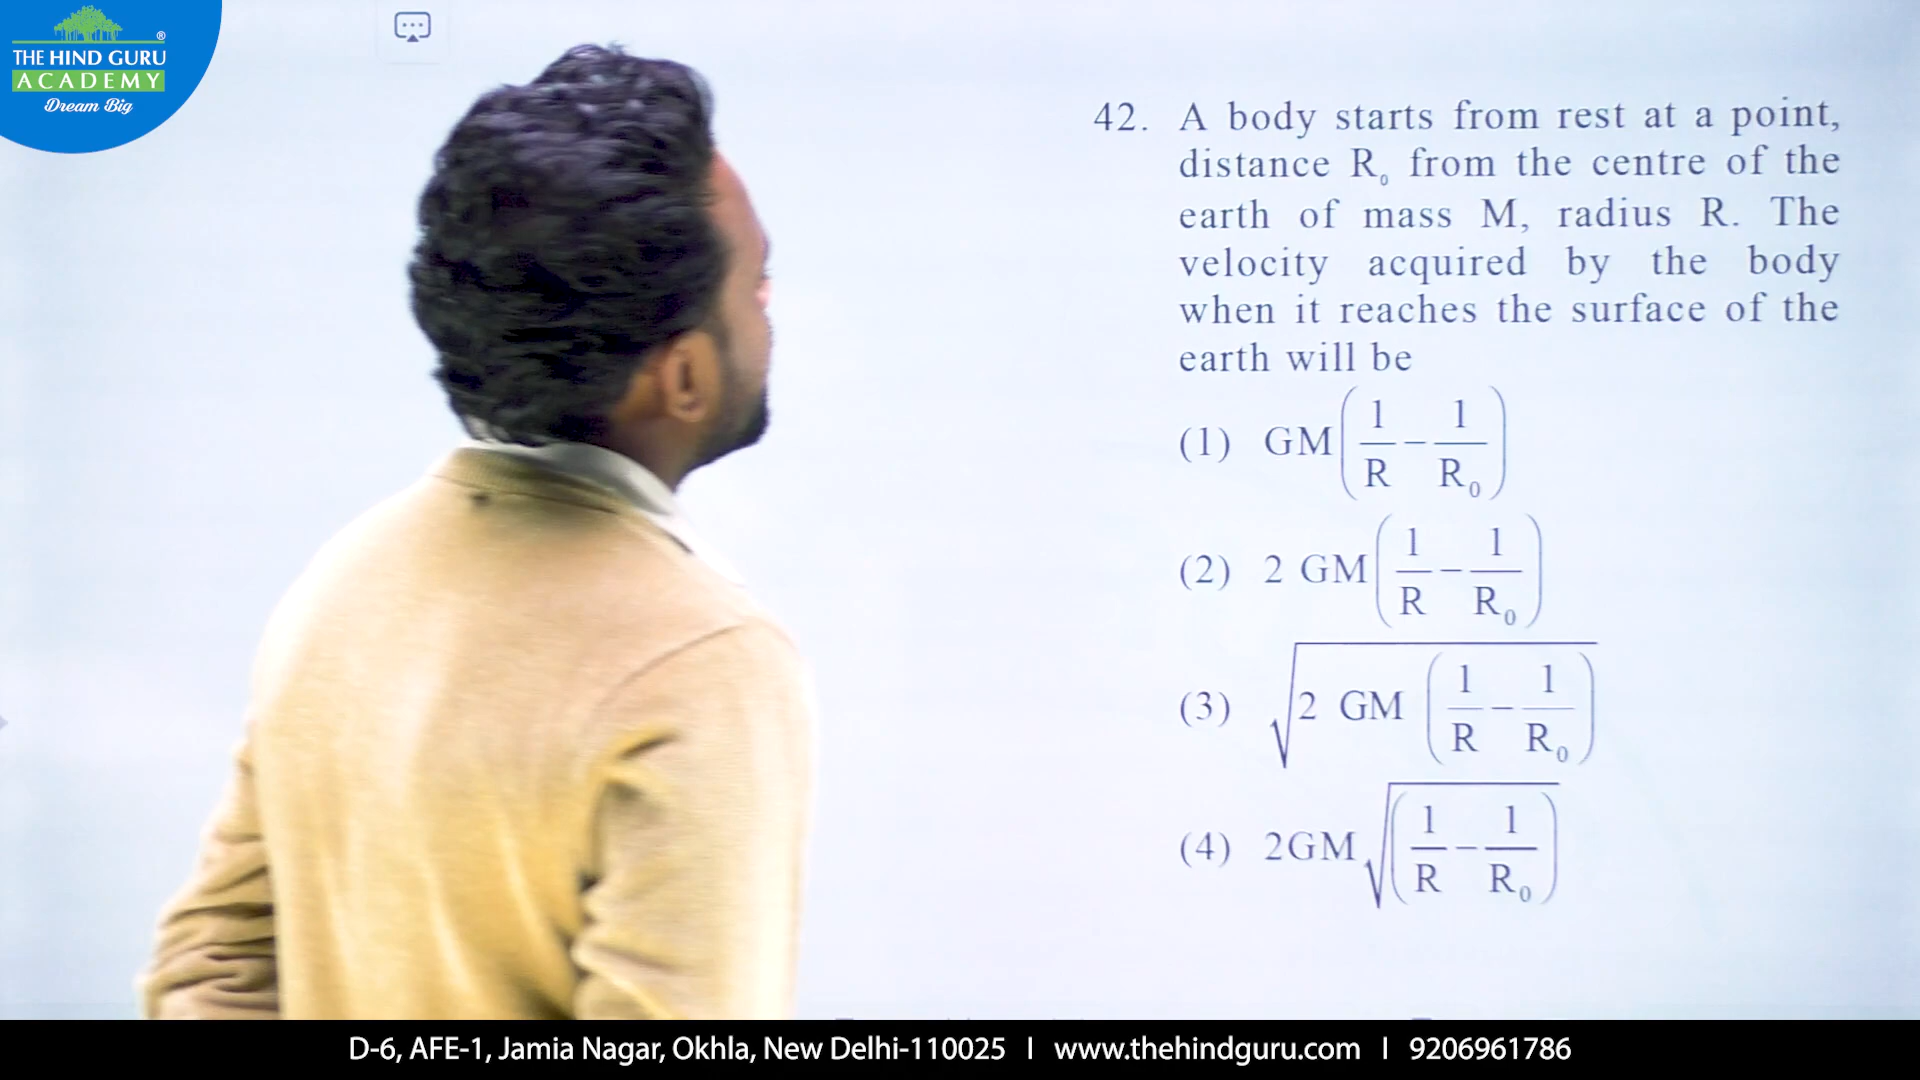 THE HIND GURU
ACADEMY
Dream Big
®
42. A body starts from rest at a point,
distance R₀ from the centre of the
earth of mass M, radius R. The
velocity acquired by the body
when it reaches the surface of the
earth will be
(1) GM(1/R − 1/R₀)
(2) 2 GM(1/R − 1/R₀)
(3) √(2 GM (1/R − 1/R₀))
(4) 2GM√((1/R − 1/R₀))
D-6, AFE-1, Jamia Nagar, Okhla, New Delhi-110025 I www.thehindguru.com I 9206961786